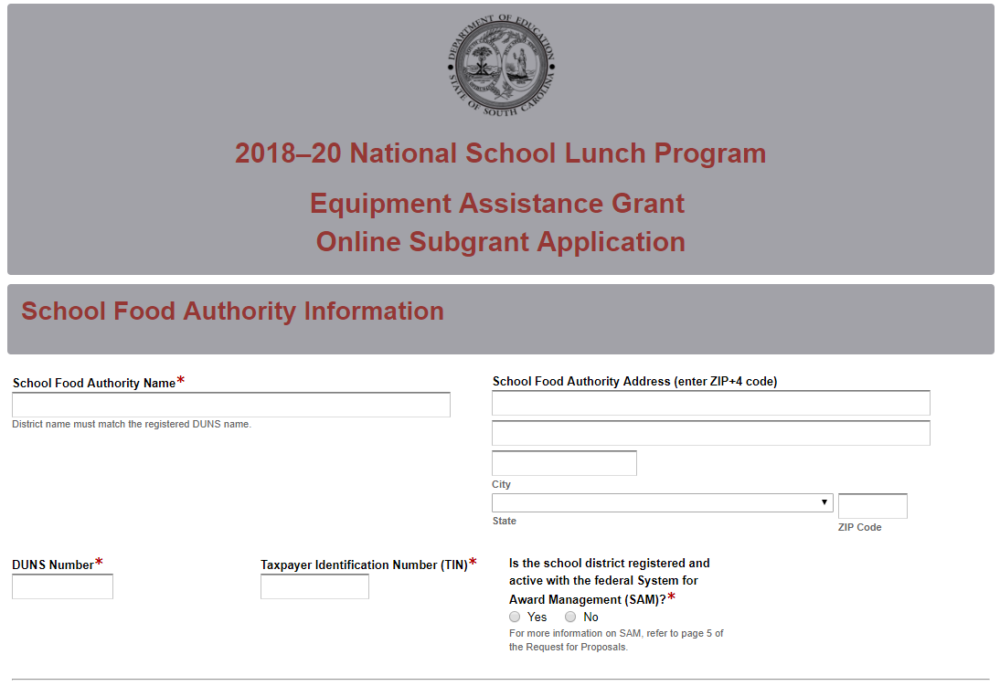 DEPARTMENT OF EDUCATION
STATE OF SOUTH CAROLINA
2018–20 National School Lunch Program
Equipment Assistance Grant
Online Subgrant Application
School Food Authority Information
School Food Authority Name*
District name must match the registered DUNS name.
School Food Authority Address (enter ZIP+4 code)
City
State
ZIP Code
DUNS Number*
Taxpayer Identification Number (TIN)*
Is the school district registered and
active with the federal System for
Award Management (SAM)?*
Yes No
For more information on SAM, refer to page 5 of
the Request for Proposals.